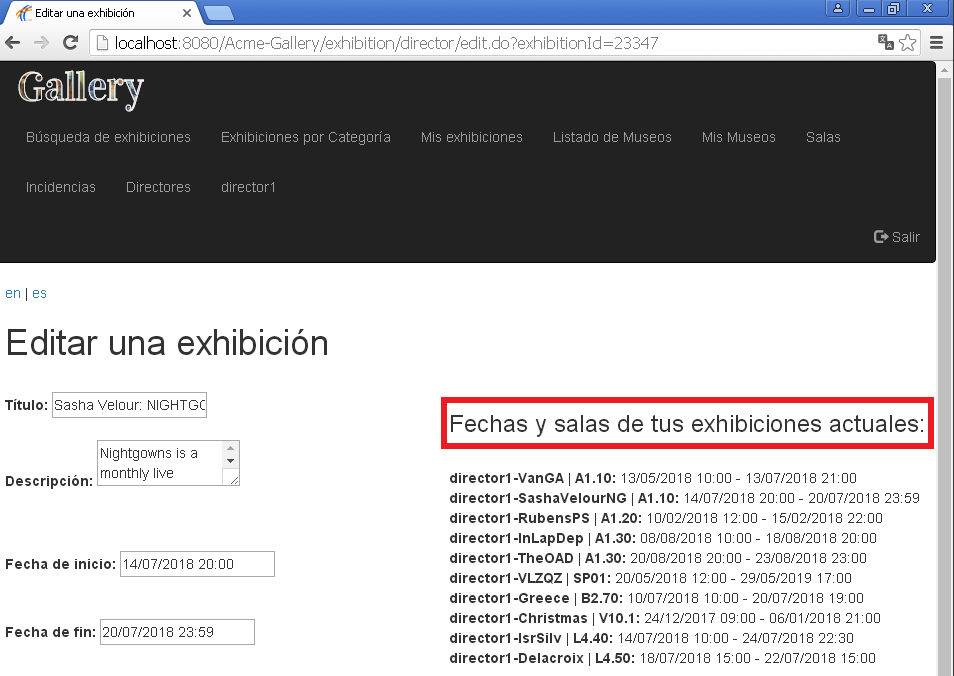 Editar una exhibición
localhost:8080/Acme-Gallery/exhibition/director/edit.do?exhibitionId=23347
Gallery
Búsqueda de exhibiciones Exhibiciones por Categoría Mis exhibiciones Listado de Museos Mis Museos Salas
Incidencias Directores director1
Salir
en | es
Editar una exhibición
Título: Sasha Velour: NIGHTGO
Descripción: Nightgowns is a
monthly live
Fecha de inicio: 14/07/2018 20:00
Fecha de fin: 20/07/2018 23:59
Fechas y salas de tus exhibiciones actuales:
director1-VanGA | A1.10: 13/05/2018 10:00 - 13/07/2018 21:00
director1-SashaVelourNG | A1.10: 14/07/2018 20:00 - 20/07/2018 23:59
director1-RubensPS | A1.20: 10/02/2018 12:00 - 15/02/2018 22:00
director1-InLapDep | A1.30: 08/08/2018 10:00 - 18/08/2018 20:00
director1-TheOAD | A1.30: 20/08/2018 20:00 - 23/08/2018 23:00
director1-VLZQZ | SP01: 20/05/2018 12:00 - 29/05/2019 17:00
director1-Greece | B2.70: 10/07/2018 10:00 - 20/07/2018 19:00
director1-Christmas | V10.1: 24/12/2017 09:00 - 06/01/2018 21:00
director1-IsrSilv | L4.40: 14/07/2018 10:00 - 24/07/2018 22:30
director1-Delacroix | L4.50: 18/07/2018 15:00 - 22/07/2018 15:00